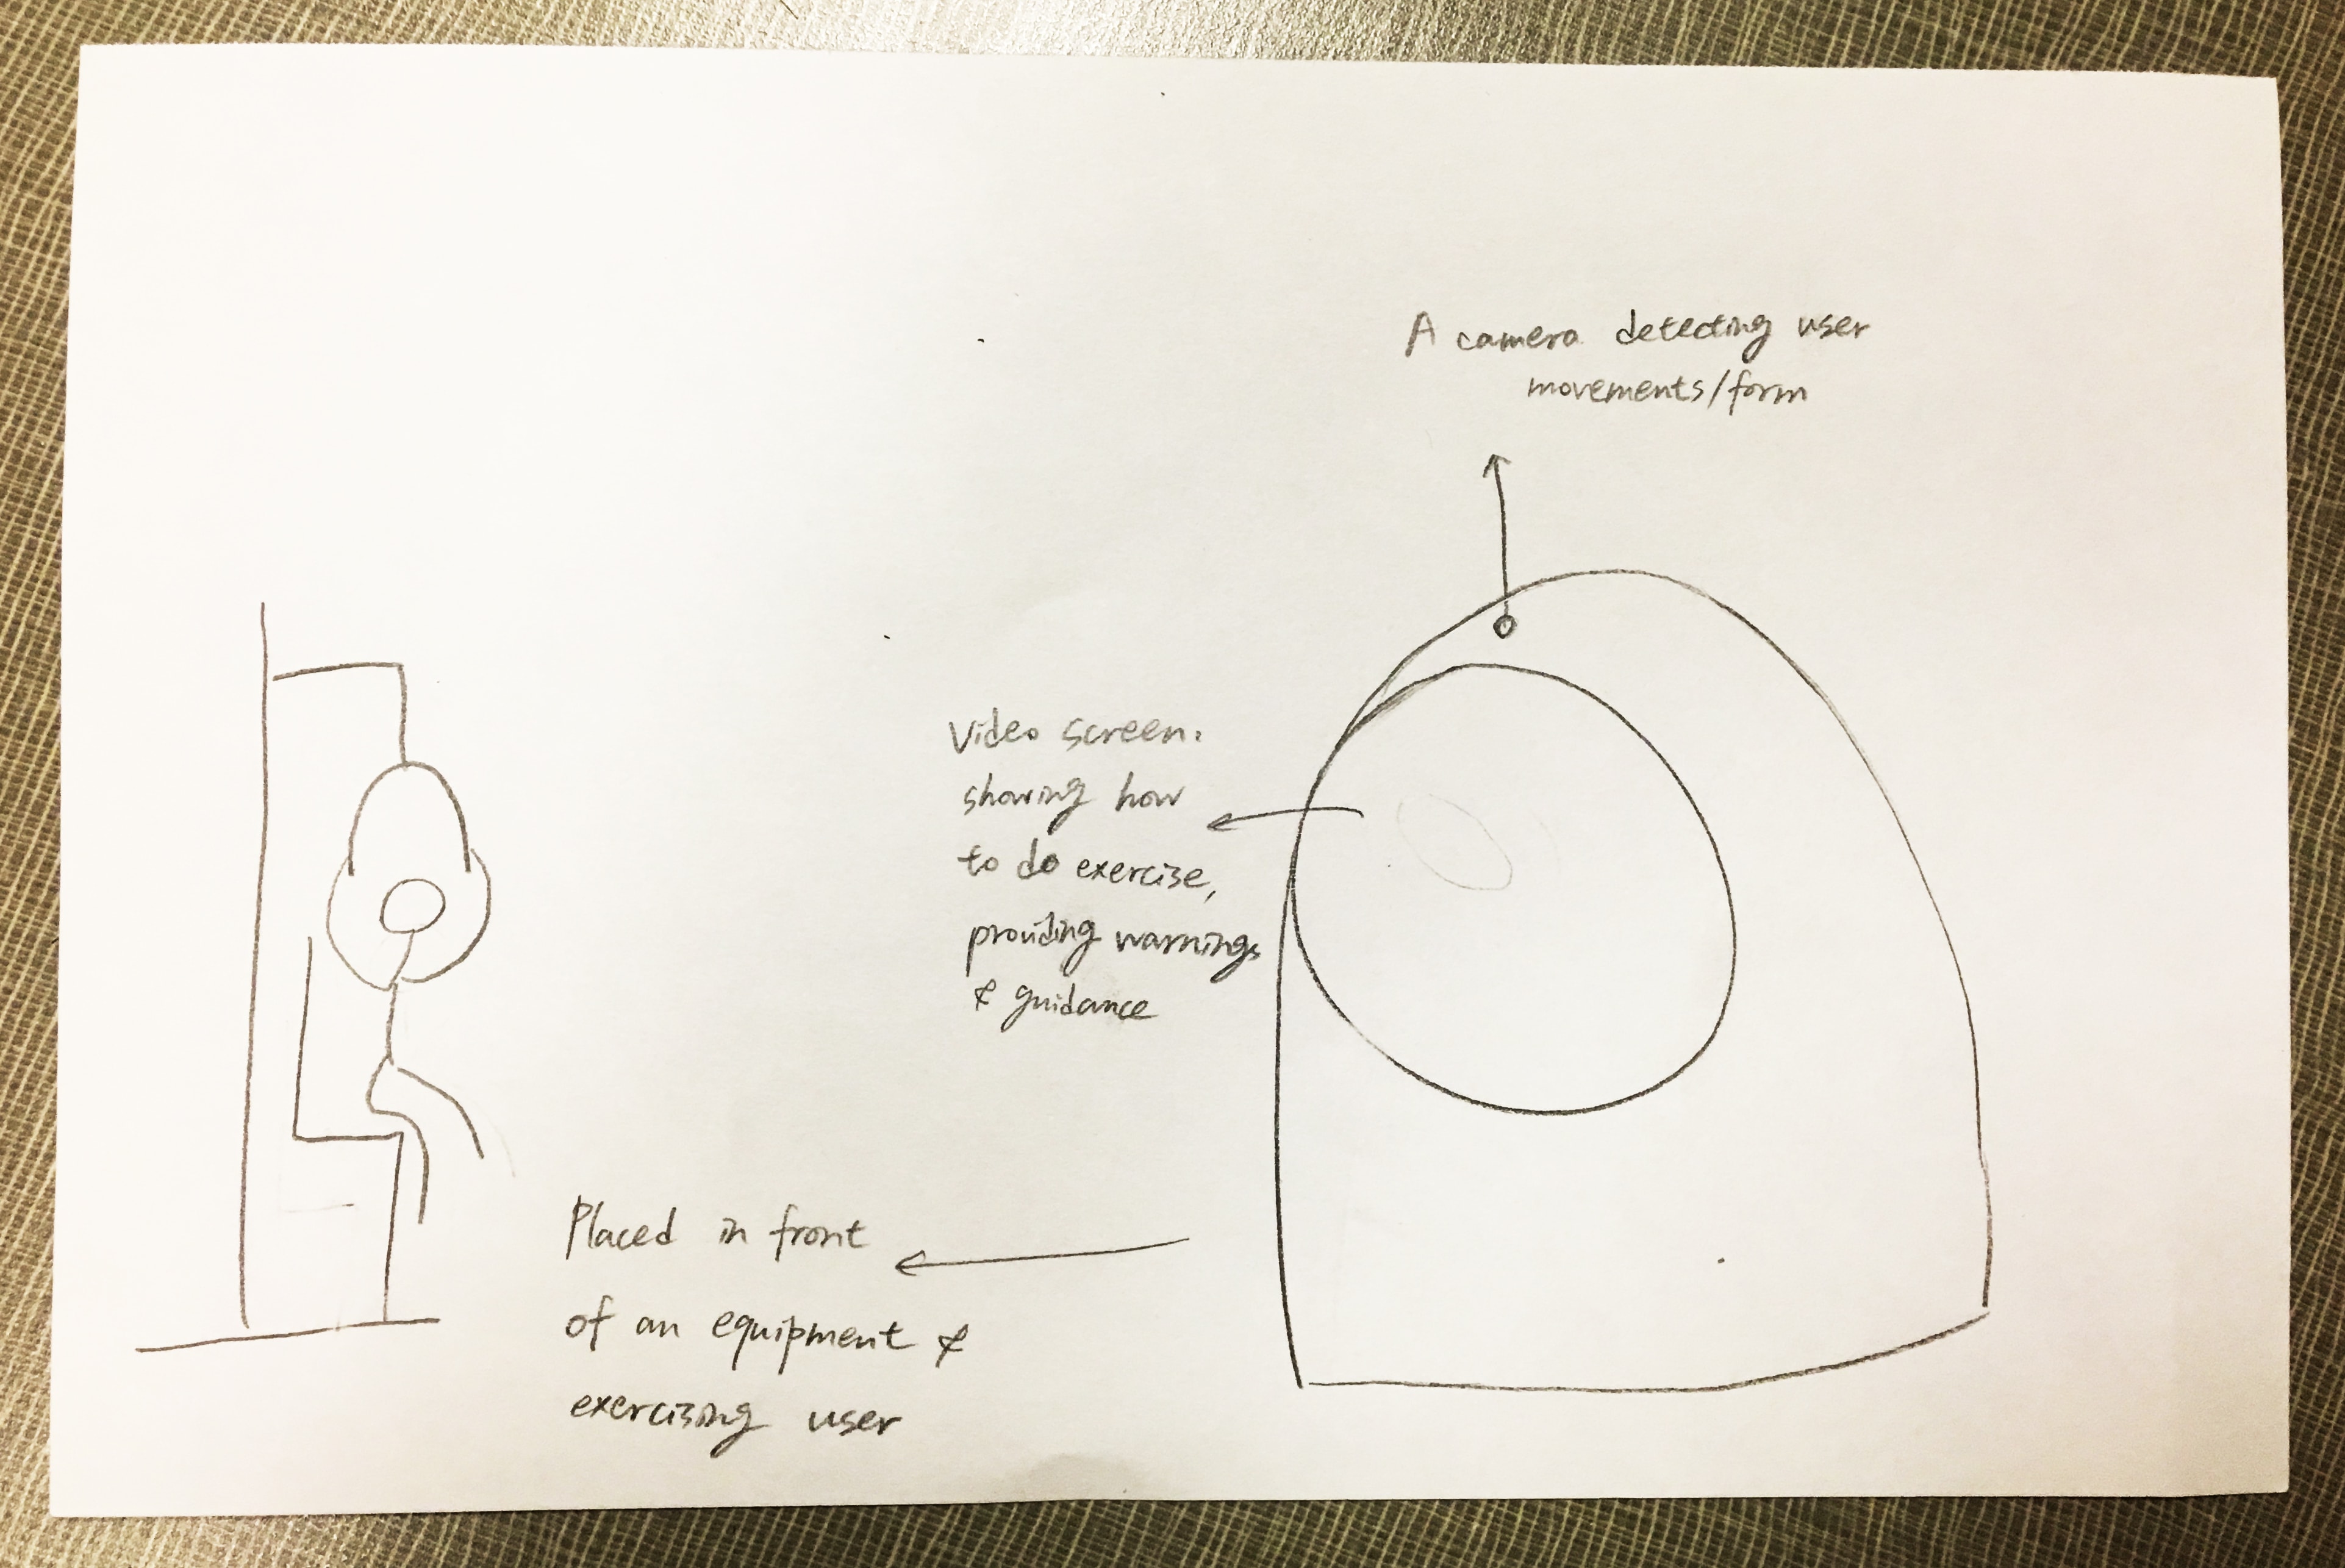 A camera detecting user
movements/form
Video screen.
sharing how
to do exercise,
providing warnings
& guidance
Placed in front
of an equipment &
exercising user